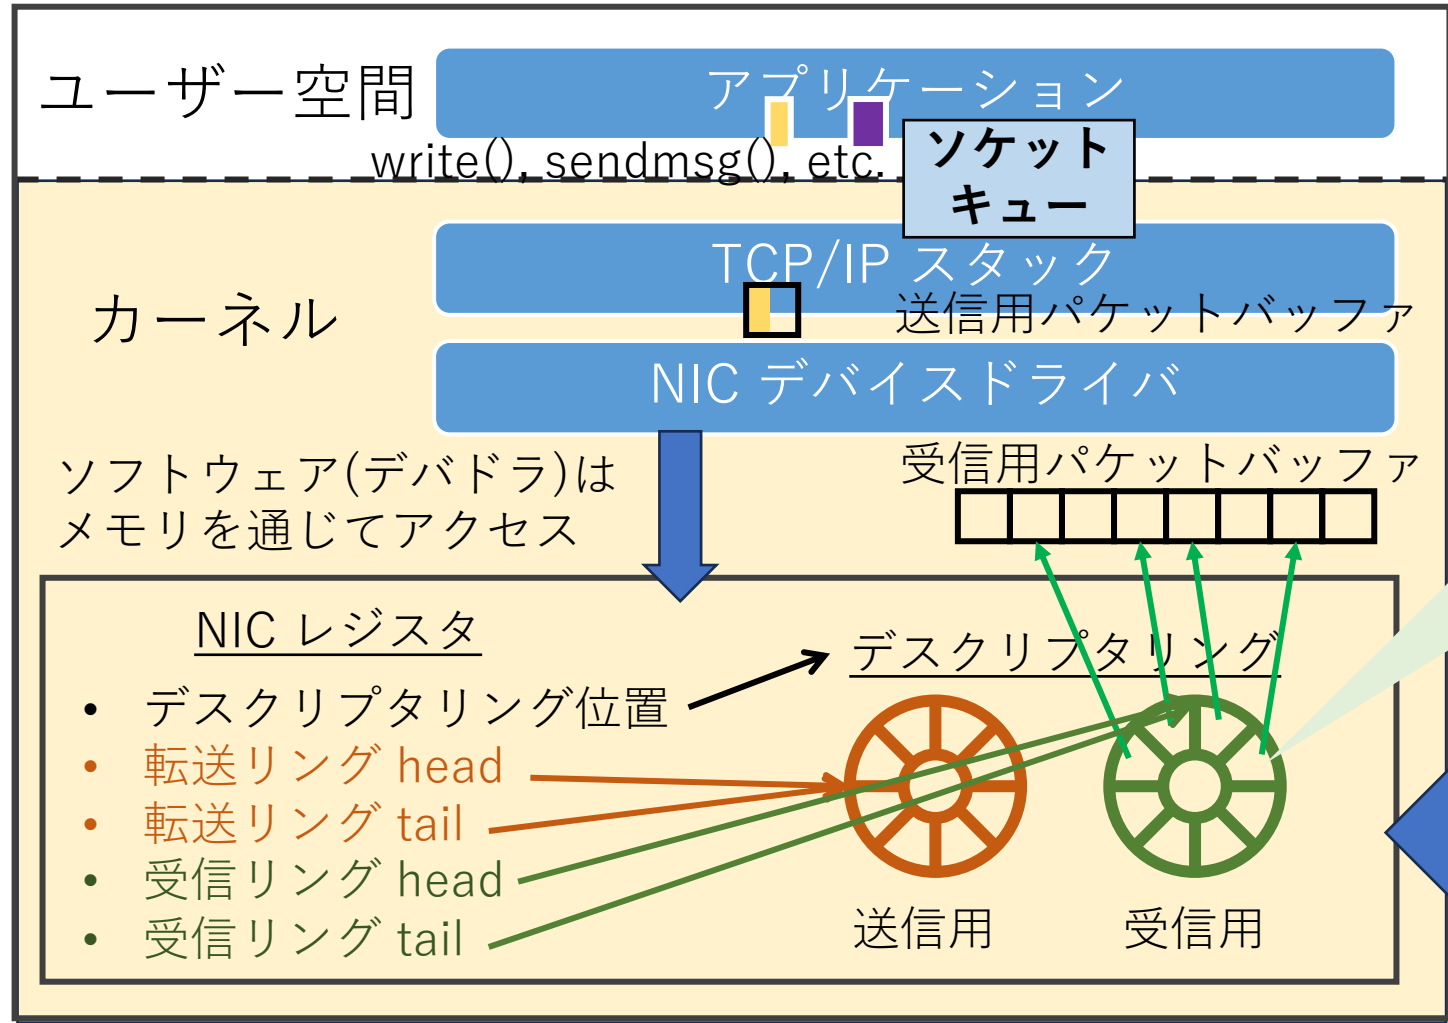 ユーザー空間
アプリケーション
write(), sendmsg(), etc.
ソケット
キュー
カーネル
TCP/IP スタック
送信用パケットバッファ
NIC デバイスドライバ
ソフトウェア(デバドラ)は
メモリを通じてアクセス
受信用パケットバッファ
NIC レジスタ
• デスクリプタリング位置
• 転送リング head
• 転送リング tail
• 受信リング head
• 受信リング tail
デスクリプタリング
送信用
受信用